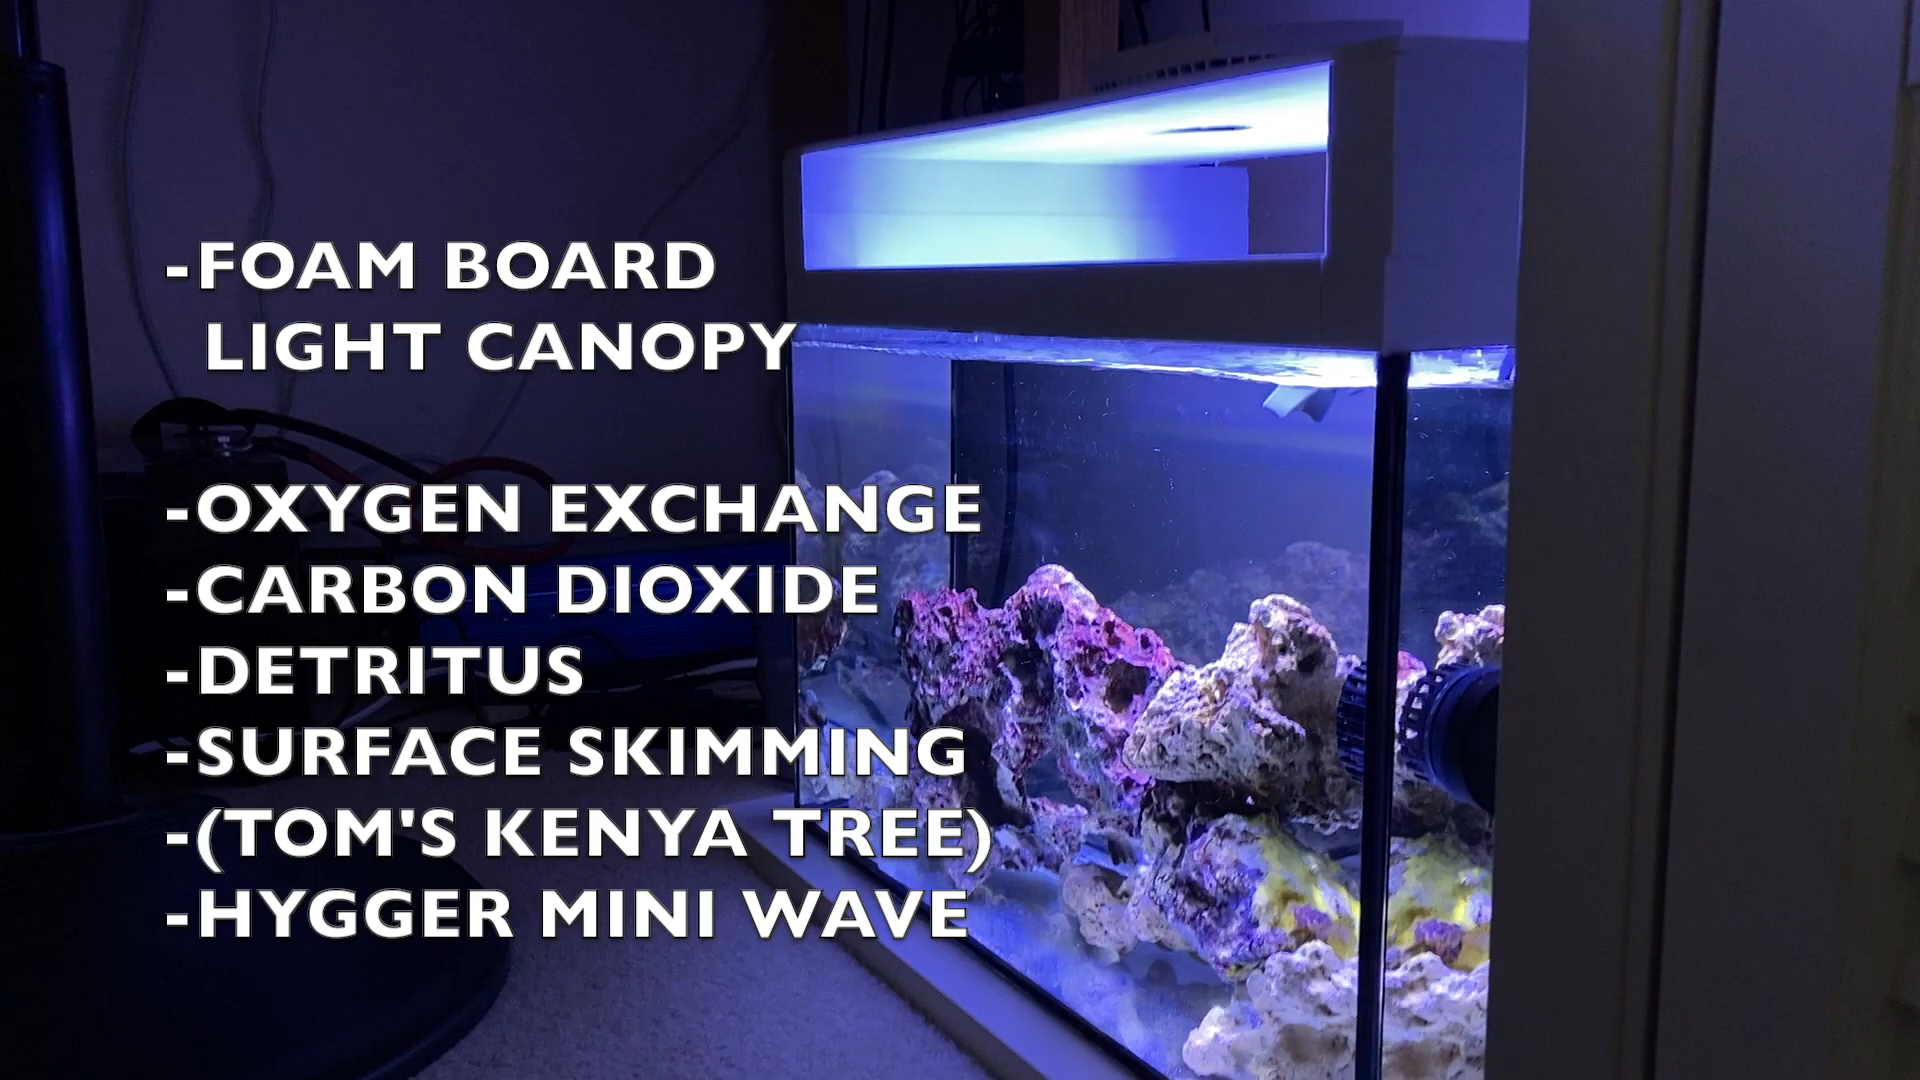 -FOAM BOARD
LIGHT CANOPY
-OXYGEN EXCHANGE
-CARBON DIOXIDE
-DETRITUS
-SURFACE SKIMMING
-(TOM'S KENYA TREE)
-HYGGER MINI WAVE